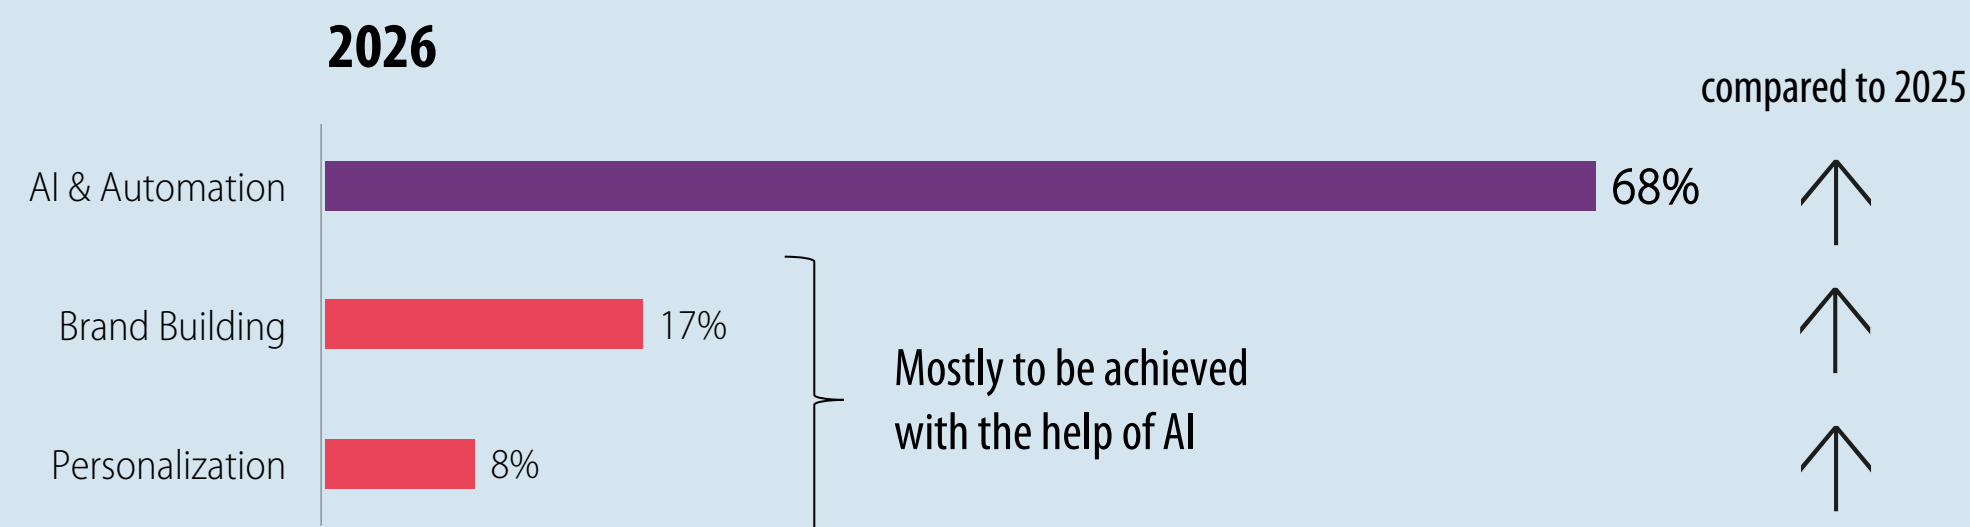 2026
compared to 2025
AI & Automation
68%
Brand Building
17%
Mostly to be achieved
with the help of AI
Personalization
8%